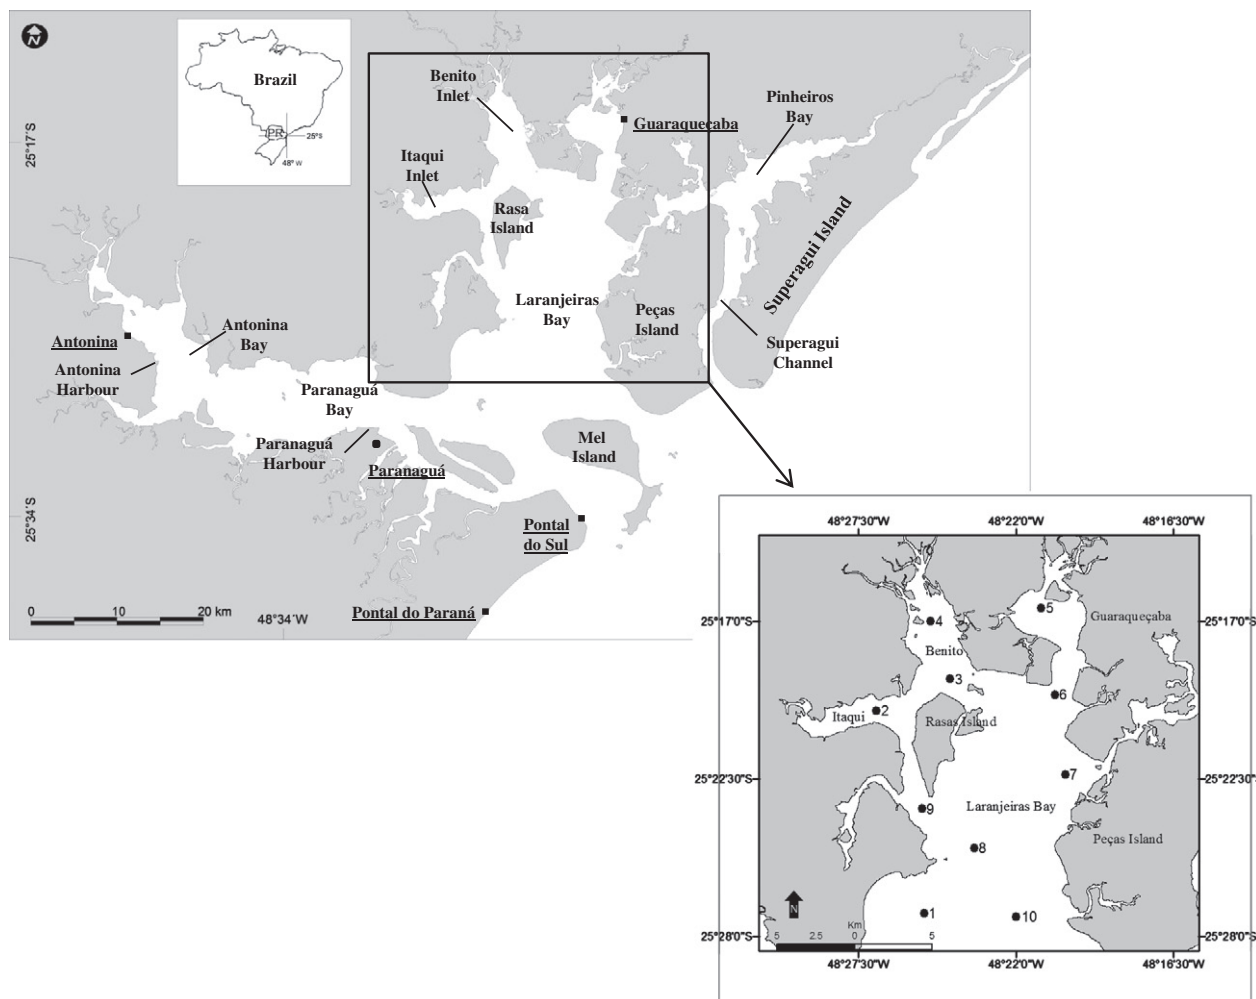 N
Brazil
PR
25°S
48° W
Benito
Inlet
Guaraqueçaba
Pinheiros
Bay
25°17'S
Itaqui
Inlet
Rasa
Island
Superagui Island
Laranjeiras
Bay
Peças
Island
Antonina
Bay
Antonina
Superagui
Channel
Antonina
Harbour
Paranaguá
Bay
Paranaguá
Harbour
Mel
Island
Paranaguá
25°34'S
Pontal
do Sul
0 10 20 km
48°34'W
Pontal do Paraná
48°27'30"W 48°22'0"W 48°16'30"W
5
Guaraqueçaba
25°17'0"S 25°17'0"S
4
Benito
3
6
2
Itaqui
Rasas Island
7
25°22'30"S 25°22'30"S
9
Laranjeiras Bay
Peças Island
8
N
1
10
Km
5 2.5 0 5
25°28'0"S 25°28'0"S
48°27'30"W 48°22'0"W 48°16'30"W